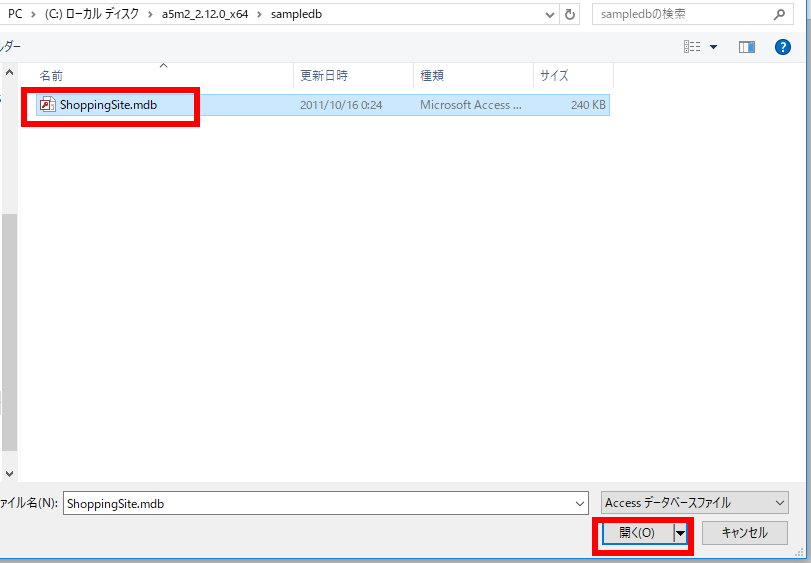 PC > (C:) ローカル ディスク > a5m2_2.12.0_x64 > sampledb
sampledbの検索
ルダー
名前 更新日時 種類 サイズ
ShoppingSite.mdb 2011/10/16 0:24 Microsoft Access ... 240 KB
ァイル名(N): ShoppingSite.mdb Access データベースファイル
開く(O) キャンセル